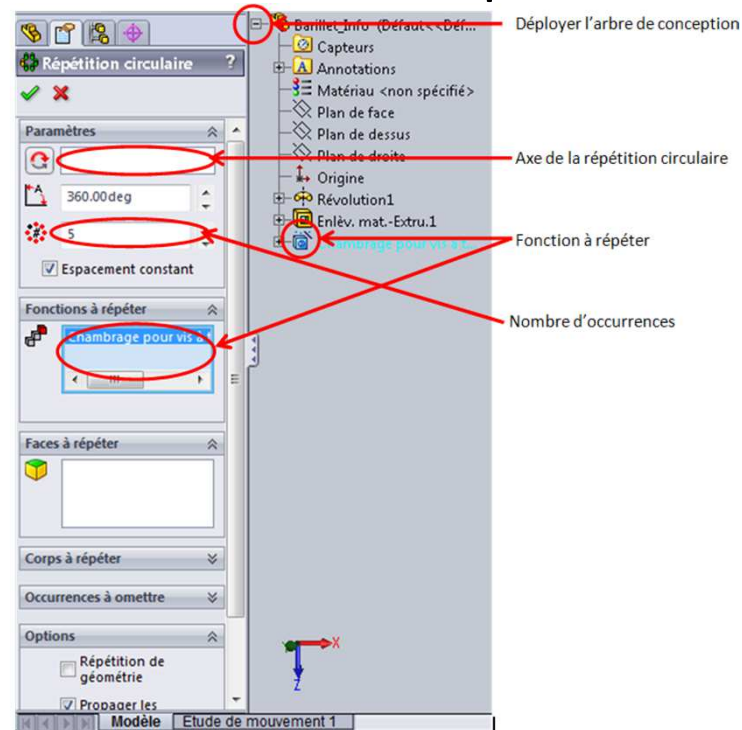 Répétition circulaire ?
Paramètres
360.00deg
5
Espacement constant
Fonctions à répéter
Chambrage pour vis à
Faces à répéter
Corps à répéter
Occurrences à omettre
Options
Répétition de
géométrie
Propager les
Modèle
Etude de mouvement 1
Barillet_Info (Défaut<<Déf...
Capteurs
Annotations
Matériau <non spécifié>
Plan de face
Plan de dessus
Plan de droite
Origine
Révolution1
Enlèv. mat.-Extru.1
Chambrage pour vis à t...
X
Z
Déployer l'arbre de conception
Axe de la répétition circulaire
Fonction à répéter
Nombre d'occurrences